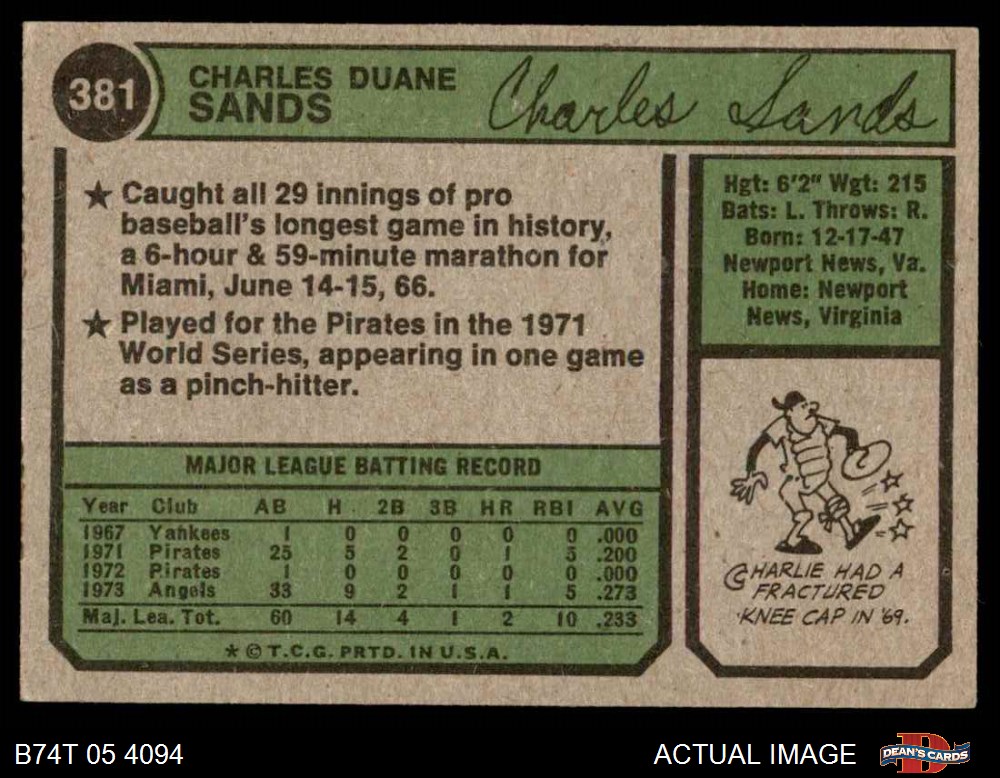 381
CHARLES DUANE
SANDS
Charles Sands
★ Caught all 29 innings of pro
baseball's longest game in history,
a 6-hour & 59-minute marathon for
Miami, June 14-15, 66.
★ Played for the Pirates in the 1971
World Series, appearing in one game
as a pinch-hitter.
Hgt: 6'2" Wgt: 215
Bats: L. Throws: R.
Born: 12-17-47
Newport News, Va.
Home: Newport
News, Virginia
MAJOR LEAGUE BATTING RECORD
Year Club AB H 2B 3B HR RBI AVG
1967 Yankees 1 0 0 0 0 0 .000
1971 Pirates 25 5 2 0 1 5 .200
1972 Pirates 1 0 0 0 0 0 .000
1973 Angels 33 9 2 1 1 5 .273
Maj. Lea. Tot. 60 14 4 1 2 10 .233
★ © T.C.G. PRTD. IN U.S.A.
CHARLIE HAD A
FRACTURED
KNEE CAP IN '69.
B74T 05 4094
ACTUAL IMAGE
DEAN'S CARDS